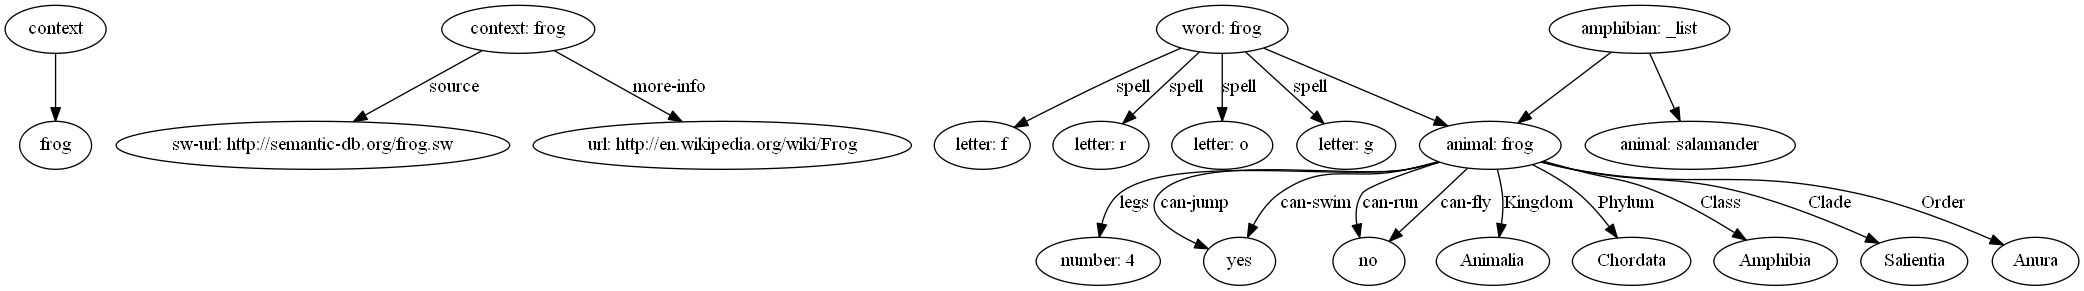 context
context: frog
word: frog
amphibian: _list
source
more-info
spell
spell
spell
spell
frog
sw-url: http://semantic-db.org/frog.sw
url: http://en.wikipedia.org/wiki/Frog
letter: f
letter: r
letter: o
letter: g
animal: frog
animal: salamander
legs
can-jump
can-swim
can-run
can-fly
Kingdom
Phylum
Class
Clade
Order
number: 4
yes
no
Animalia
Chordata
Amphibia
Salientia
Anura